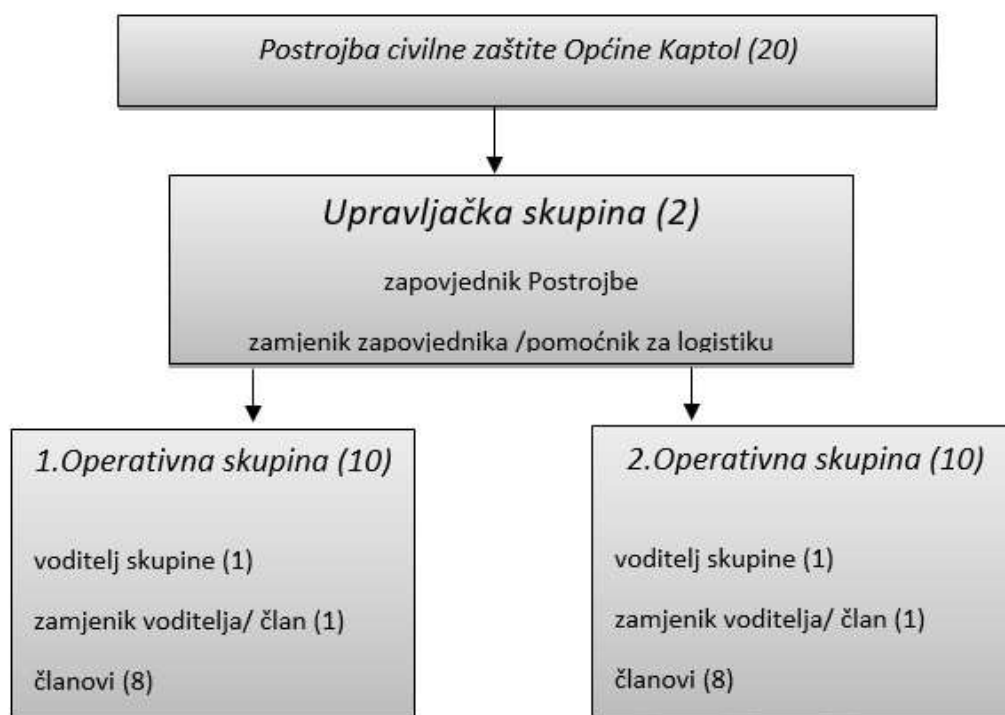 Postrojba civilne zaštite Općine Kaptol (20)
Upravljačka skupina (2)
zapovjednik Postrojbe
zamjenik zapovjednika /pomoćnik za logistiku
1.Operativna skupina (10)
voditelj skupine (1)
zamjenik voditelja/ član (1)
članovi (8)
2.Operativna skupina (10)
voditelj skupine (1)
zamjenik voditelja/ član (1)
članovi (8)